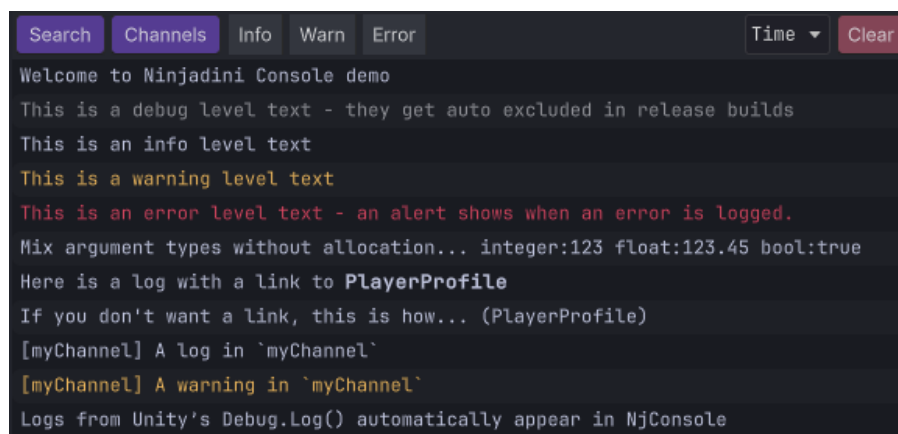 Search Channels Info Warn Error Time Clear
Welcome to Ninjadini Console demo
This is a debug level text - they get auto excluded in release builds
This is an info level text
This is a warning level text
This is an error level text - an alert shows when an error is logged.
Mix argument types without allocation... integer:123 float:123.45 bool:true
Here is a log with a link to PlayerProfile
If you don't want a link, this is how... (PlayerProfile)
[myChannel] A log in `myChannel`
[myChannel] A warning in `myChannel`
Logs from Unity's Debug.Log() automatically appear in NjConsole